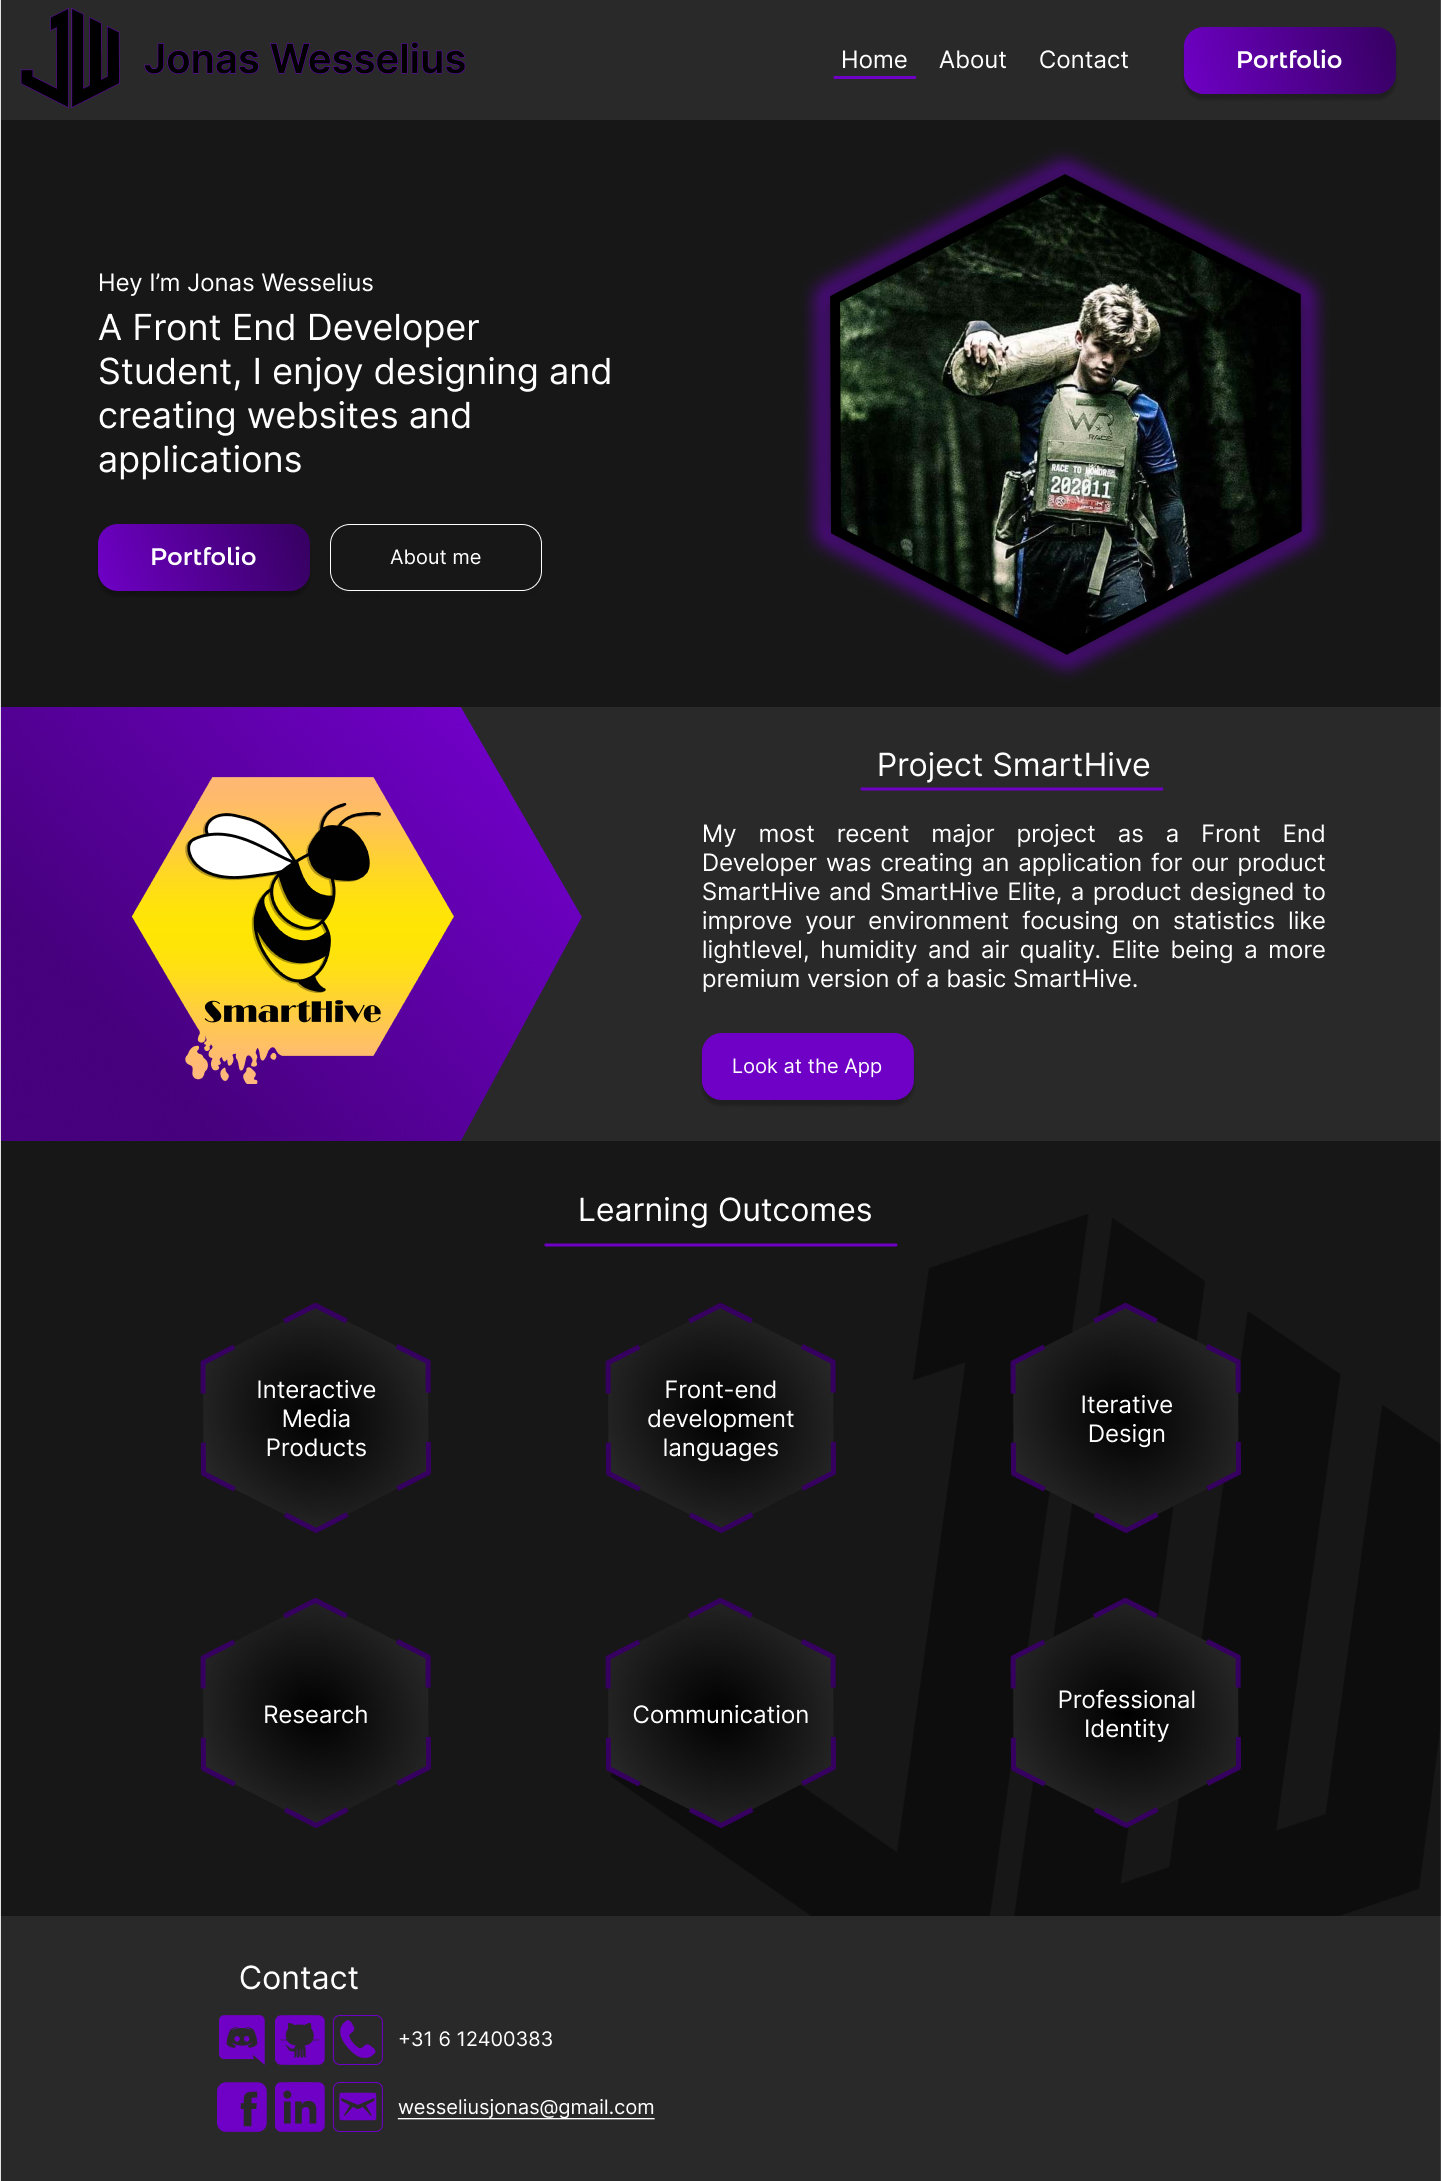 JW
Jonas Wesselius
Home About Contact Portfolio
Hey I’m Jonas Wesselius
A Front End Developer
Student, I enjoy designing and
creating websites and
applications
Portfolio About me
WR
RACE
RACE TO
202011
Project SmartHive
My most recent major project as a Front End
Developer was creating an application for our product
SmartHive and SmartHive Elite, a product designed to
improve your environment focusing on statistics like
lightlevel, humidity and air quality. Elite being a more
premium version of a basic SmartHive.
Look at the App
SmartHive
Learning Outcomes
Interactive
Media
Products
Front-end
development
languages
Iterative
Design
Research
Communication
Professional
Identity
Contact
+31 6 12400383
f in
wesseliusjonas@gmail.com